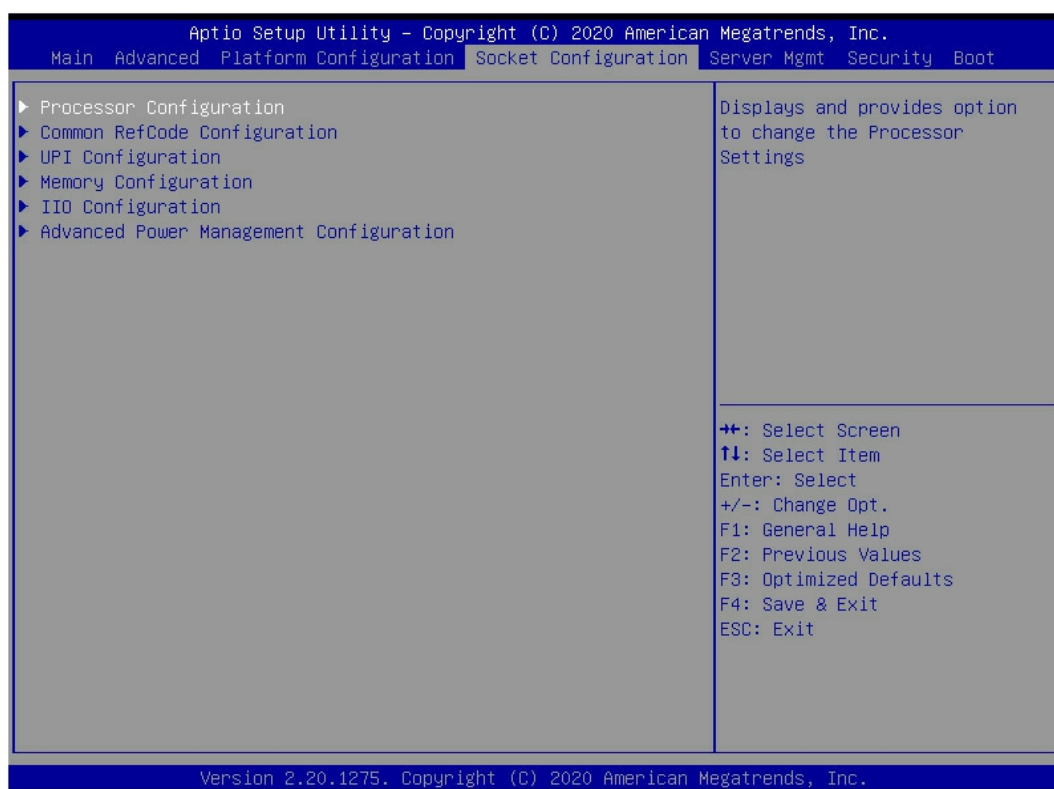 Aptio Setup Utility – Copyright (C) 2020 American Megatrends, Inc.
Main Advanced Platform Configuration Socket Configuration Server Mgmt Security Boot
▶ Processor Configuration
▶ Common RefCode Configuration
▶ UPI Configuration
▶ Memory Configuration
▶ IIO Configuration
▶ Advanced Power Management Configuration
Displays and provides option
to change the Processor
Settings
→←: Select Screen
↑↓: Select Item
Enter: Select
+/-: Change Opt.
F1: General Help
F2: Previous Values
F3: Optimized Defaults
F4: Save & Exit
ESC: Exit
Version 2.20.1275. Copyright (C) 2020 American Megatrends, Inc.